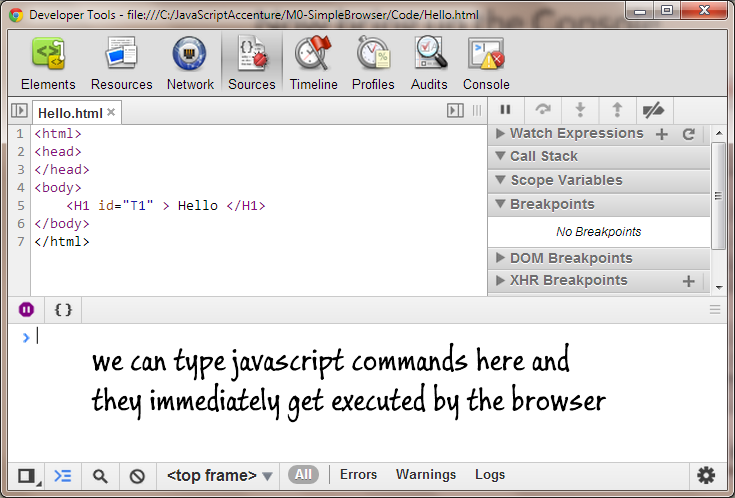 Developer Tools - file:///C:/JavaScriptAccenture/M0-SimpleBrowser/Code/Hello.html
Elements Resources Network Sources Timeline Profiles Audits Console
Hello.html
1 <html>
2 <head>
3 </head>
4 <body>
5 <H1 id="T1" > Hello </H1>
6 </body>
7 </html>
Watch Expressions
Call Stack
Scope Variables
Breakpoints
No Breakpoints
DOM Breakpoints
XHR Breakpoints
{ }
we can type javascript commands here and
they immediately get executed by the browser
<top frame> All Errors Warnings Logs